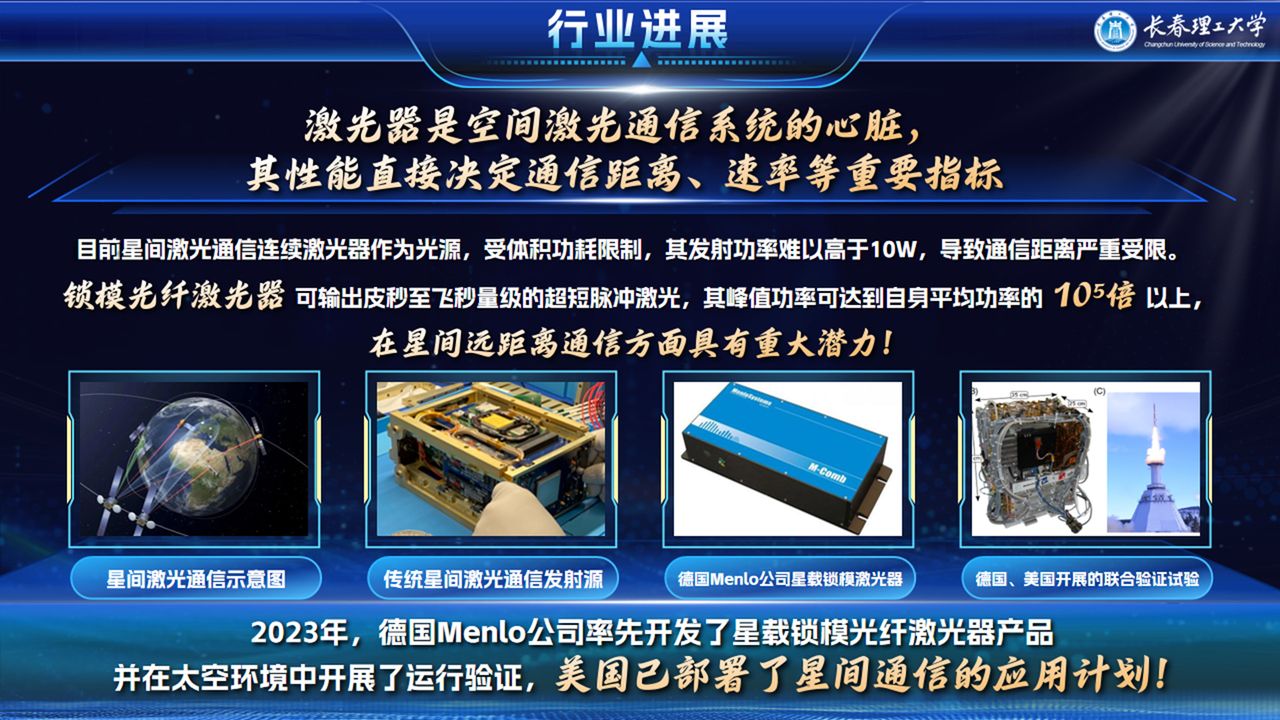 行业进展
长春理工大学
Changchun University of Science and Technology
激光器是空间激光通信系统的心脏，
其性能直接决定通信距离、速率等重要指标
目前星间激光通信连续激光器作为光源，受体积功耗限制，其发射功率难以高于10W，导致通信距离严重受限。
锁模光纤激光器 可输出皮秒至飞秒量级的超短脉冲激光，其峰值功率可达到自身平均功率的 10⁵倍 以上，
在星间远距离通信方面具有重大潜力！
MenloSystems
M-Comb
35 cm
25 cm
(C)
星间激光通信示意图
传统星间激光通信发射源
德国Menlo公司星载锁模激光器
德国、美国开展的联合验证试验
2023年，德国Menlo公司率先开发了星载锁模光纤激光器产品
并在太空环境中开展了运行验证，美国已部署了星间通信的应用计划！